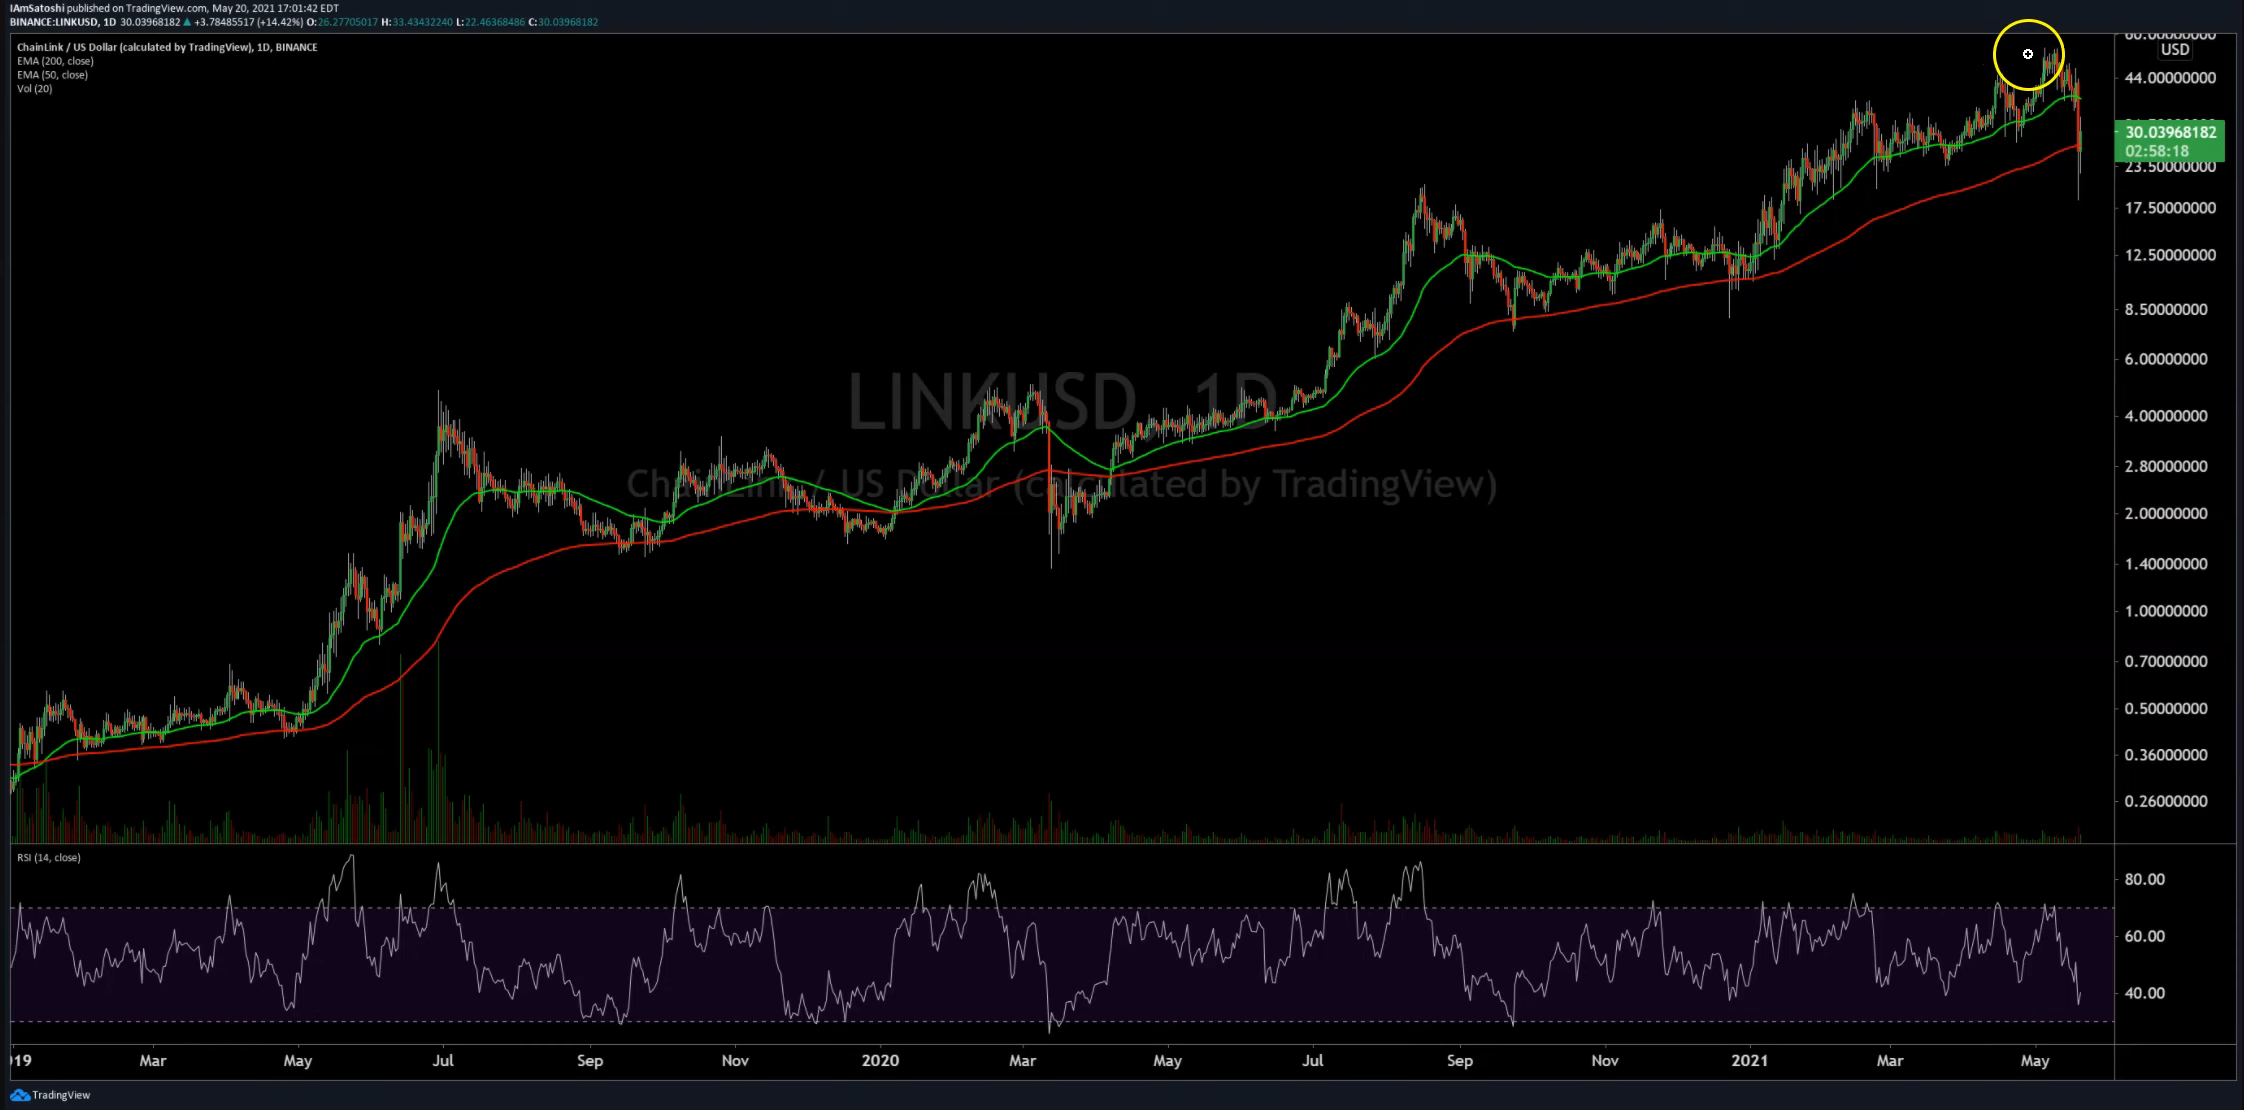 IAmSatoshi published on TradingView.com, May 20, 2021 17:01:42 EDT
BINANCE:LINKUSD, 1D 30.03968182 ▲ +3.78485517 (+14.42%) O:26.27705017 H:33.43432240 L:22.46368486 C:30.03968182
ChainLink / US Dollar (calculated by TradingView), 1D, BINANCE
EMA (200, close)
EMA (50, close)
Vol (20)
LINKUSD, 1D
ChainLink / US Dollar (calculated by TradingView)
60.00000000
USD
44.00000000
30.03968182
02:58:18
23.50000000
17.50000000
12.50000000
8.50000000
6.00000000
4.00000000
2.80000000
2.00000000
1.40000000
1.00000000
0.70000000
0.50000000
0.36000000
0.26000000
RSI (14, close)
80.00
60.00
40.00
Mar May Jul Sep Nov 2020 Mar May Jul Sep Nov 2021 Mar May
TradingView